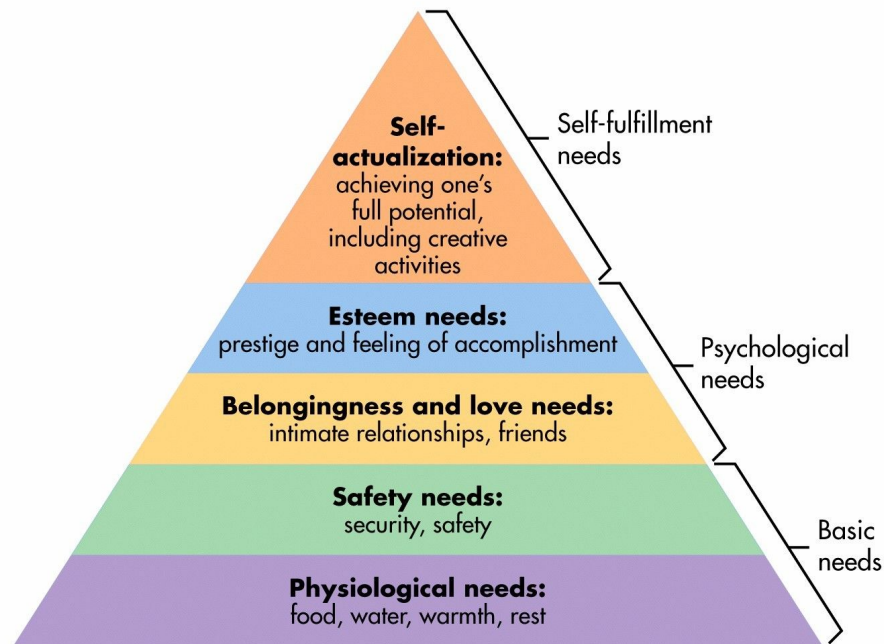 Self-
actualization:
achieving one's
full potential,
including creative
activities
Self-fulfillment
needs
Esteem needs:
prestige and feeling of accomplishment
Psychological
needs
Belongingness and love needs:
intimate relationships, friends
Safety needs:
security, safety
Basic
needs
Physiological needs:
food, water, warmth, rest